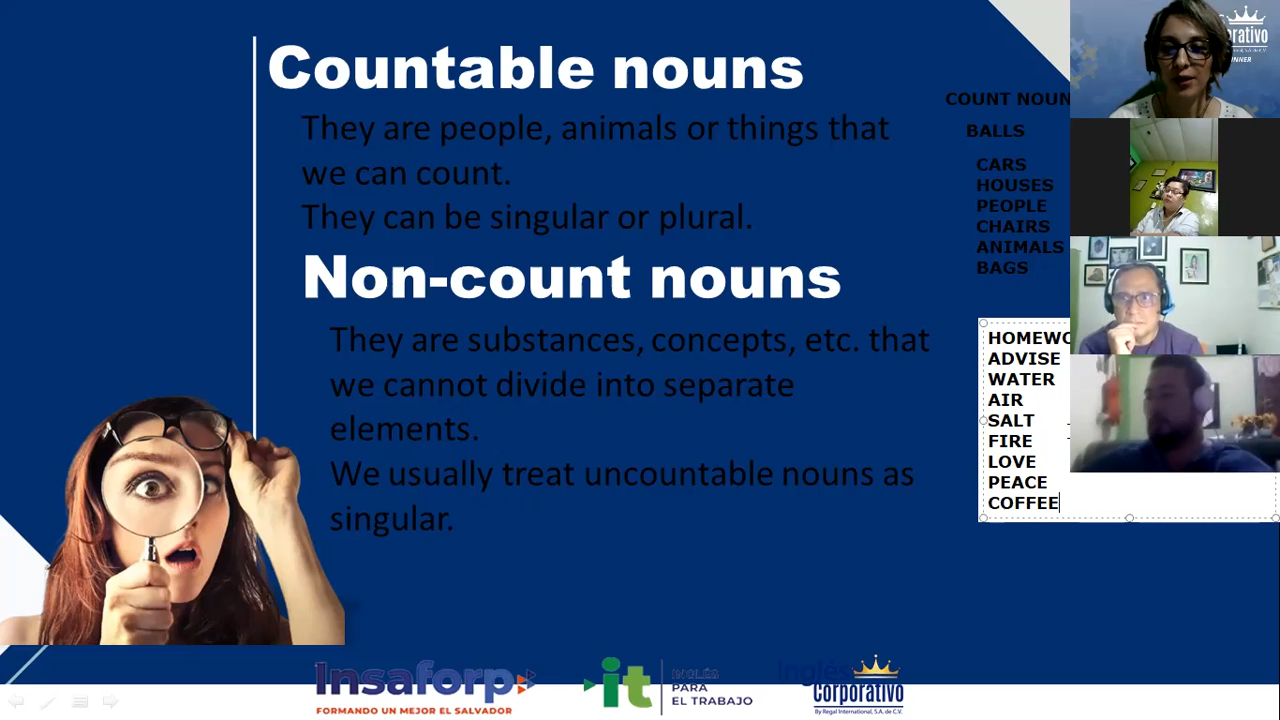 Countable nouns
They are people, animals or things that
we can count.
They can be singular or plural.
Non-count nouns
They are substances, concepts, etc. that
we cannot divide into separate
elements.
We usually treat uncountable nouns as
singular.
COUNT NOUN
BALLS
CARS
HOUSES
PEOPLE
CHAIRS
ANIMALS
BAGS
HOMEWO
ADVISE
WATER
AIR
SALT
FIRE
LOVE
PEACE
COFFEE
Insaforp
FORMANDO UN MEJOR EL SALVADOR
it
INGLÉS
PARA
EL TRABAJO
Inglés
Corporativo
By Regal International, S.A. de C.V.